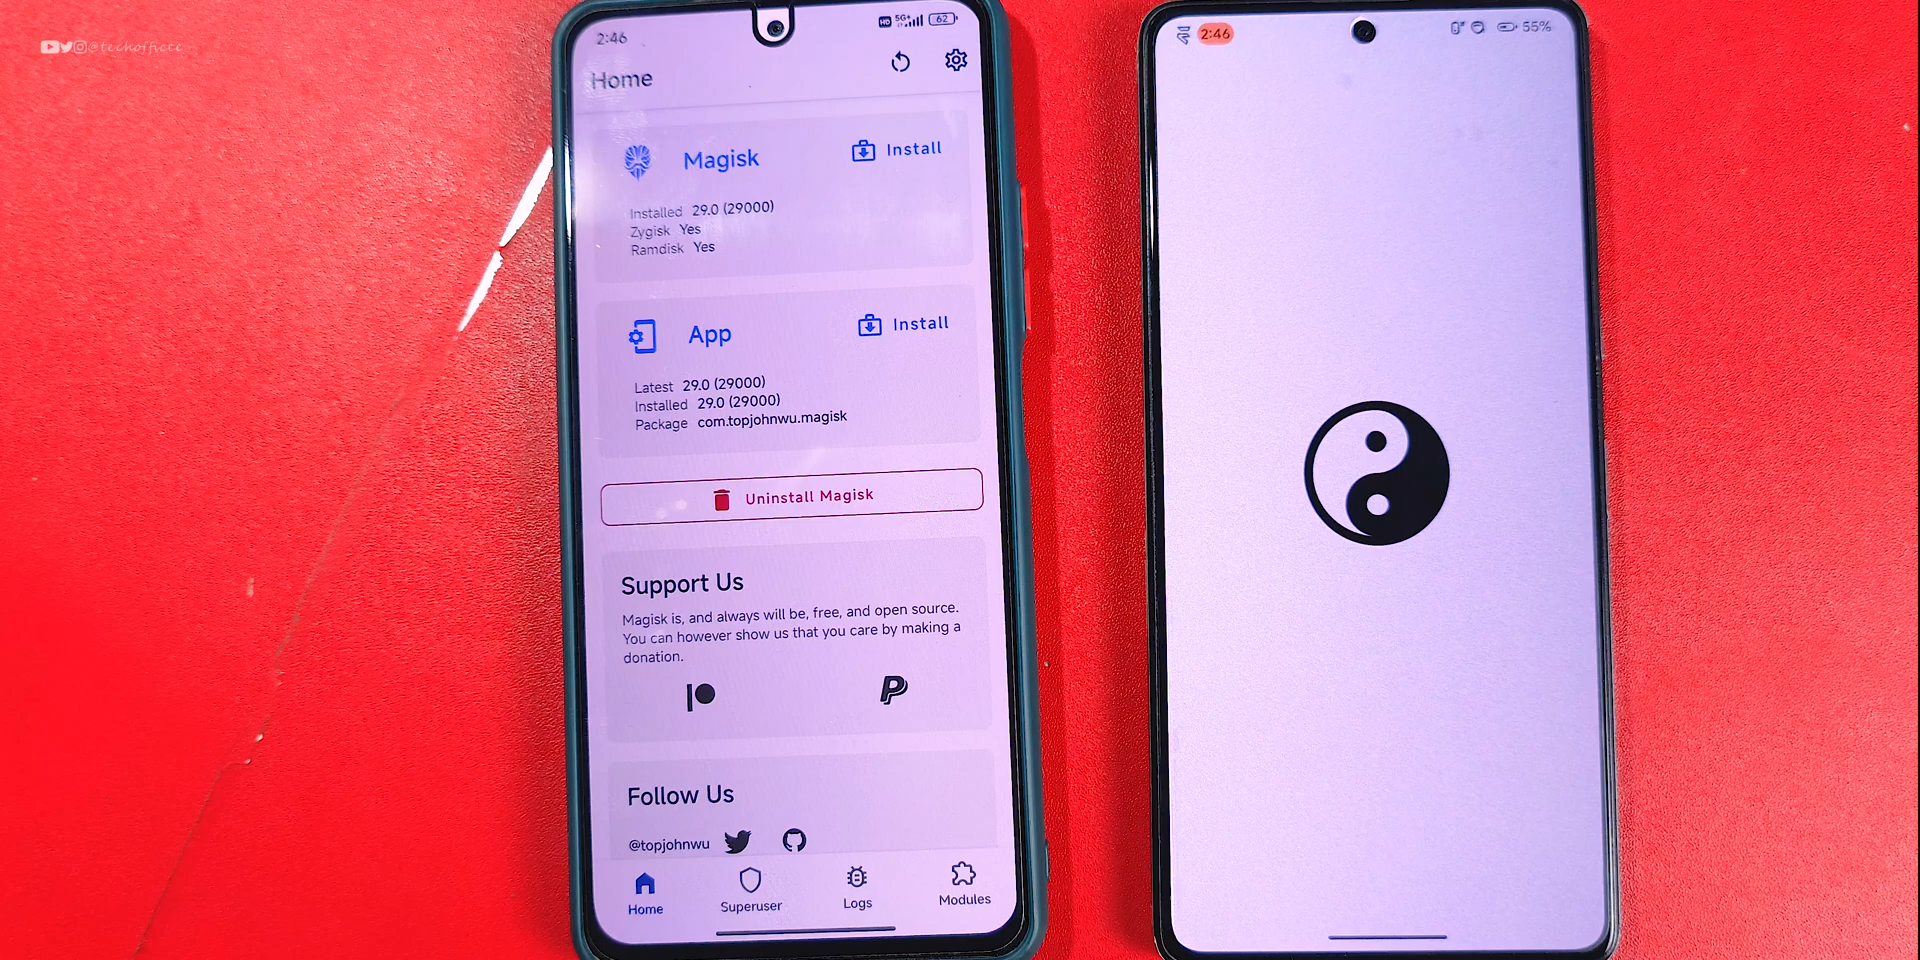 @techofficcc
2:46
5G+
62
Home
Magisk
Install
Installed 29.0 (29000)
Zygisk Yes
Ramdisk Yes
App
Install
Latest 29.0 (29000)
Installed 29.0 (29000)
Package com.topjohnwu.magisk
Uninstall Magisk
Support Us
Magisk is, and always will be, free, and open source.
You can however show us that you care by making a
donation.
Follow Us
@topjohnwu
Home
Superuser
Logs
Modules
2:46
55%